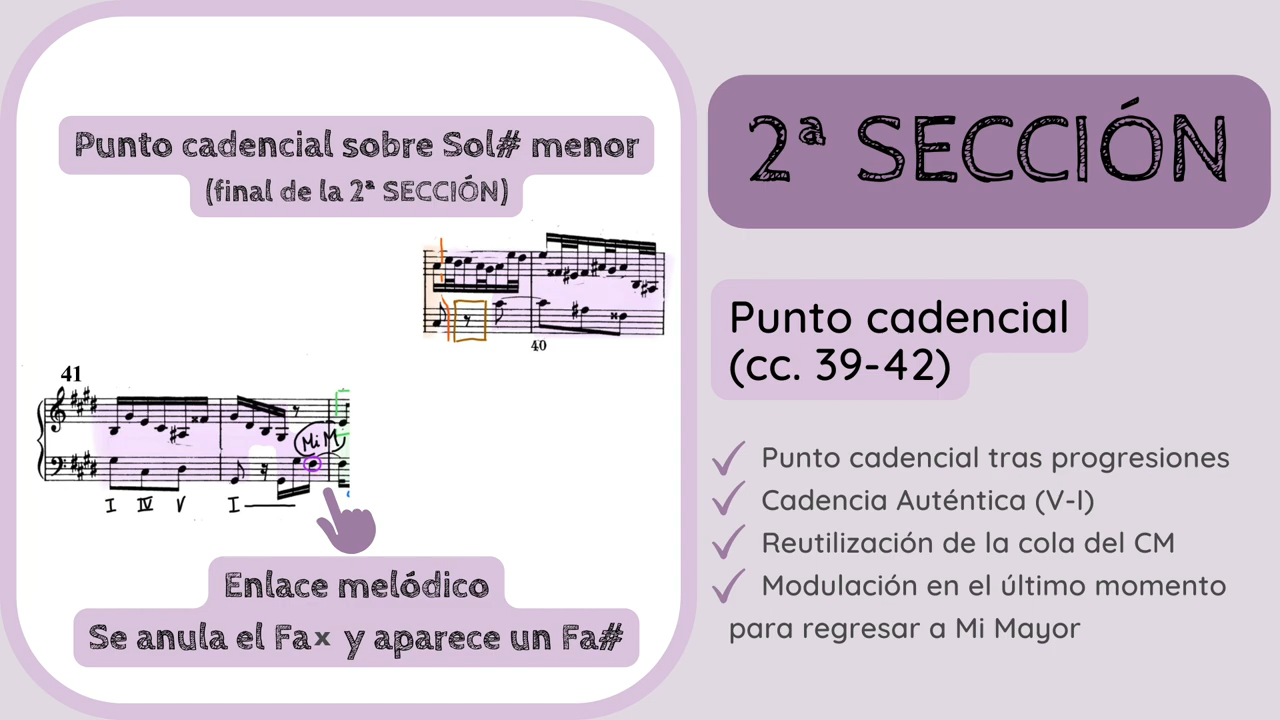 Punto cadencial sobre Sol# menor
(final de la 2ª SECCIÓN)
40
41
Mi M
I IV V I
Enlace melódico
Se anula el Fax y aparece un Fa#
2ª SECCIÓN
Punto cadencial
(cc. 39-42)
✓ Punto cadencial tras progresiones
✓ Cadencia Auténtica (V-I)
✓ Reutilización de la cola del CM
✓ Modulación en el último momento
para regresar a Mi Mayor